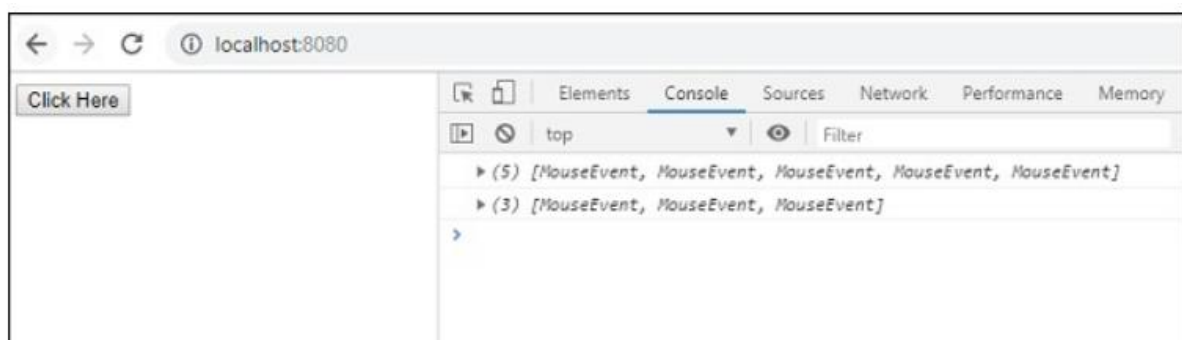 localhost:8080
Click Here
Elements Console Sources Network Performance Memory
top Filter
(5) [MouseEvent, MouseEvent, MouseEvent, MouseEvent, MouseEvent]
(3) [MouseEvent, MouseEvent, MouseEvent]